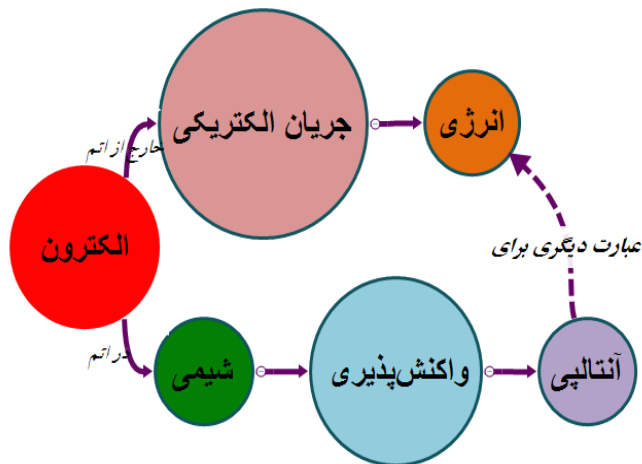 جریان الکتریکی
انرژی
خارج از اتم
الکترون
عبارت دیگری برای
در اتم
شیمی
واکنش‌پذیری
آنتالپی